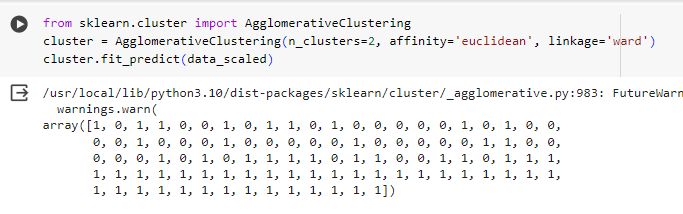 from sklearn.cluster import AgglomerativeClustering
cluster = AgglomerativeClustering(n_clusters=2, affinity='euclidean', linkage='ward')
cluster.fit_predict(data_scaled)
/usr/local/lib/python3.10/dist-packages/sklearn/cluster/_agglomerative.py:983: FutureWarn
warnings.warn(
array([1, 0, 1, 1, 0, 0, 1, 0, 1, 1, 0, 1, 0, 0, 0, 0, 0, 1, 0, 1, 0, 0,
0, 0, 1, 0, 0, 0, 1, 0, 0, 0, 0, 0, 1, 0, 0, 0, 0, 0, 1, 1, 0, 0,
0, 0, 0, 1, 0, 1, 0, 1, 1, 1, 1, 0, 1, 1, 0, 0, 1, 1, 0, 1, 1, 1,
1, 1, 1, 1, 1, 1, 1, 1, 1, 1, 1, 1, 1, 1, 1, 1, 1, 1, 1, 1, 1, 1,
1, 1, 1, 1, 1, 1, 1, 1, 1, 1, 1, 1, 1, 1])